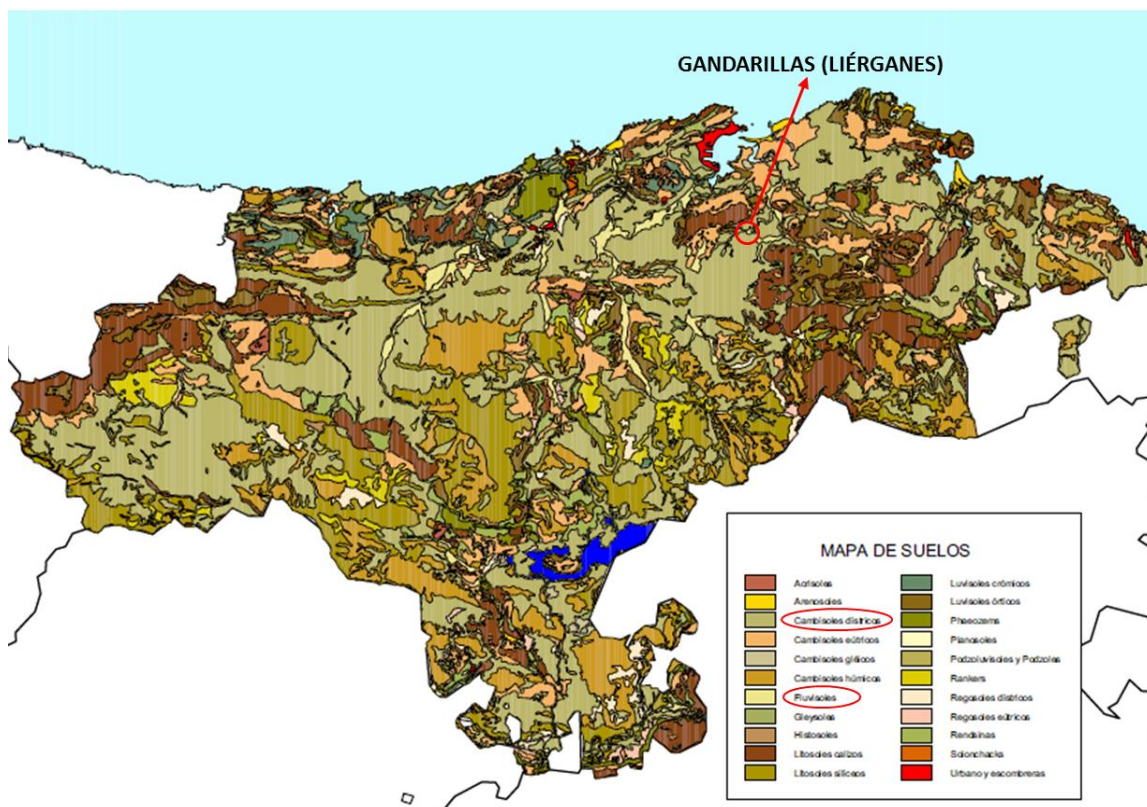 GANDARILLAS (LIÉRGANES)
MAPA DE SUELOS
Acrisoles
Arenosoles
Cambisoles dístricos
Cambisoles eútricos
Cambisoles gléicos
Cambisoles húmicos
Fluvisoles
Gleysoles
Histosoles
Litosoles calizos
Litosoles silíceos
Luvisoles crómicos
Luvisoles órticos
Phaeozems
Planosoles
Podzoluvisoles y Podzoles
Rankers
Regosoles dístricos
Regosoles eútricos
Rendsinas
Solonchacks
Urbano y escombreras